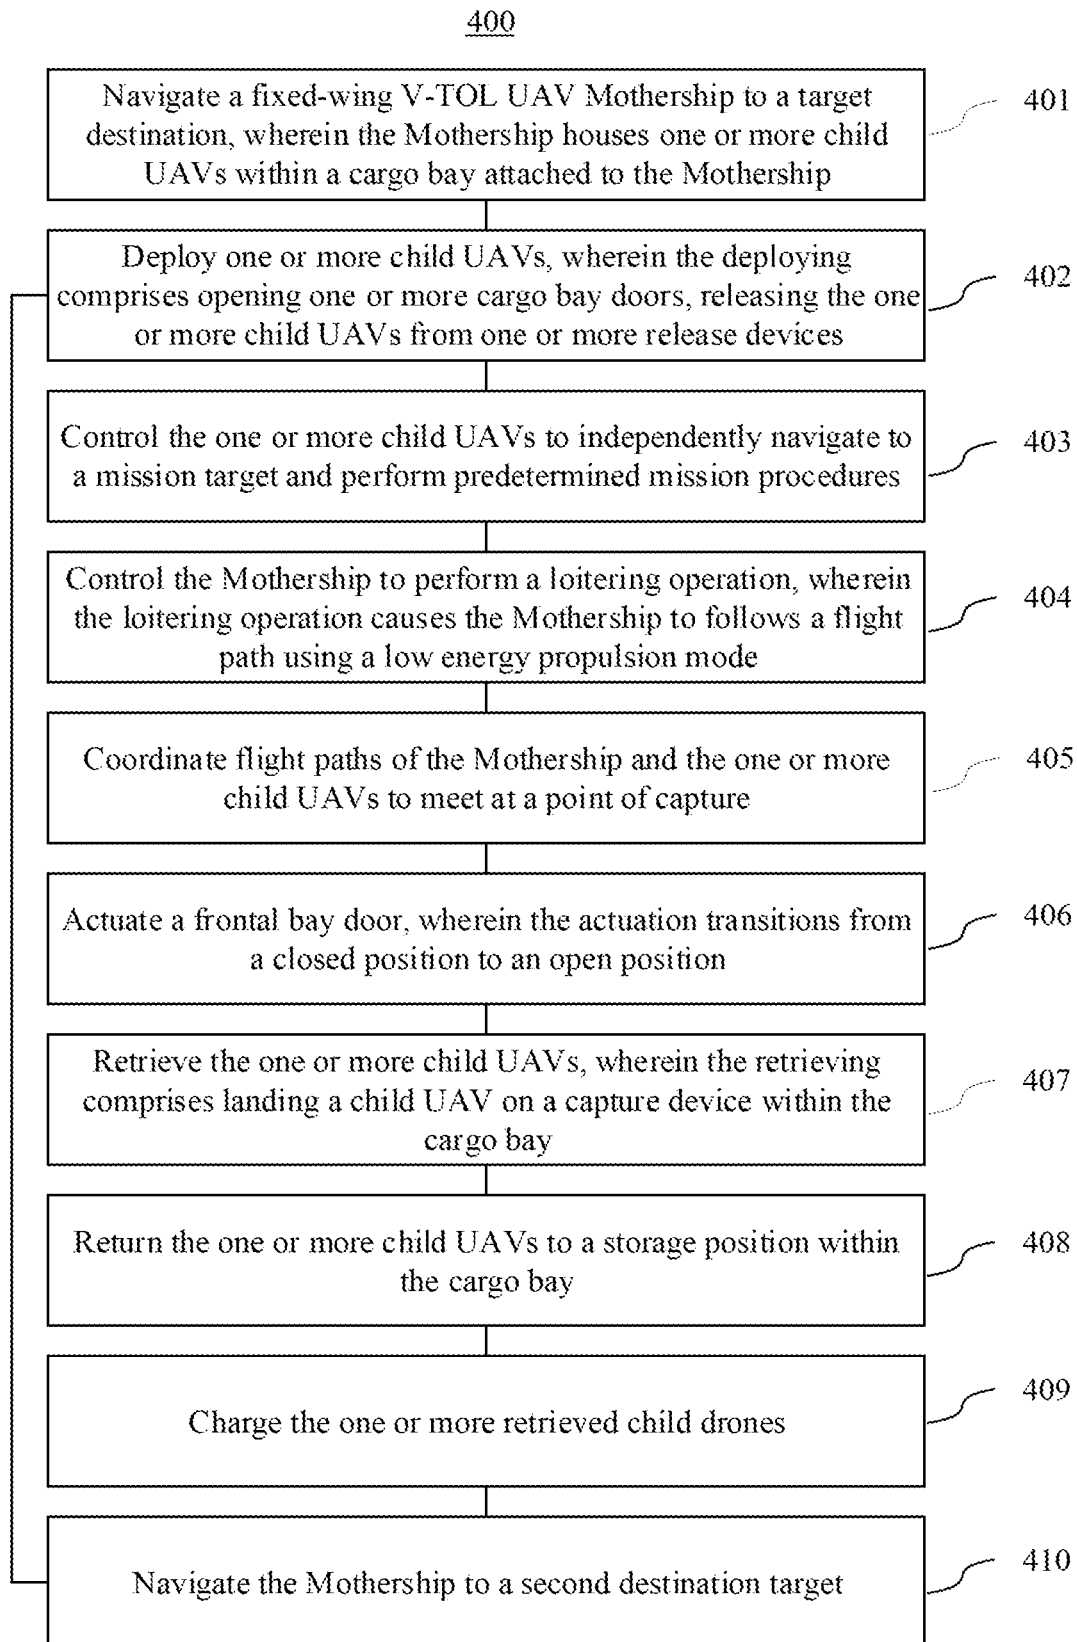 400
Navigate a fixed-wing V-TOL UAV Mothership to a target
destination, wherein the Mothership houses one or more child
UAVs within a cargo bay attached to the Mothership
401
Deploy one or more child UAVs, wherein the deploying
comprises opening one or more cargo bay doors, releasing the one
or more child UAVs from one or more release devices
402
Control the one or more child UAVs to independently navigate to
a mission target and perform predetermined mission procedures
403
Control the Mothership to perform a loitering operation, wherein
the loitering operation causes the Mothership to follows a flight
path using a low energy propulsion mode
404
Coordinate flight paths of the Mothership and the one or more
child UAVs to meet at a point of capture
405
Actuate a frontal bay door, wherein the actuation transitions from
a closed position to an open position
406
Retrieve the one or more child UAVs, wherein the retrieving
comprises landing a child UAV on a capture device within the
cargo bay
407
Return the one or more child UAVs to a storage position within
the cargo bay
408
Charge the one or more retrieved child drones
409
Navigate the Mothership to a second destination target
410